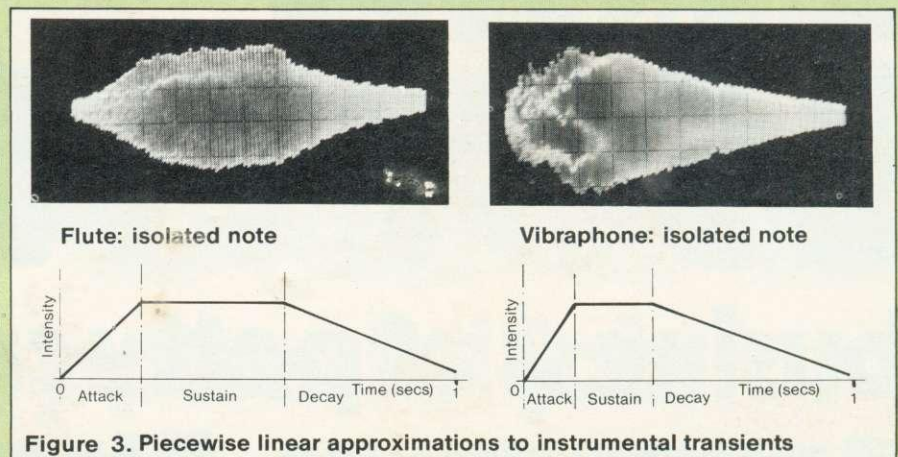 Flute: isolated note
Vibraphone: isolated note
Intensity
0
Attack
Sustain
Decay
Time (secs)
1
Intensity
0
Attack
Sustain
Decay
Time (secs)
1
Figure 3. Piecewise linear approximations to instrumental transients